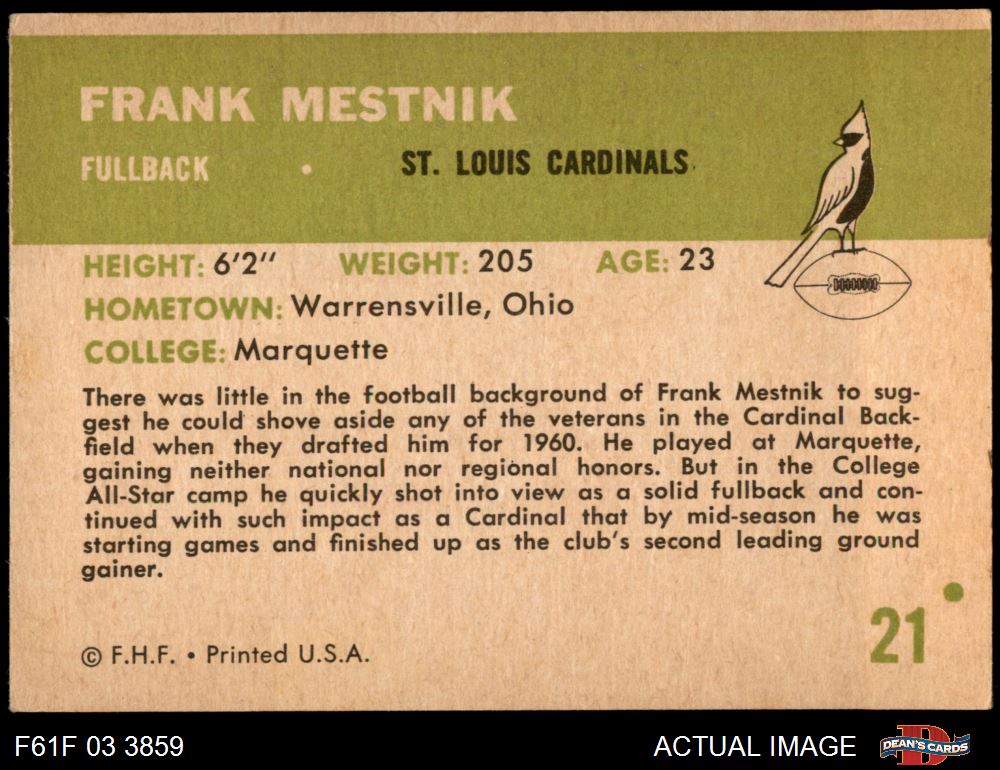 FRANK MESTNIK
FULLBACK • ST. LOUIS CARDINALS
HEIGHT: 6'2" WEIGHT: 205 AGE: 23
HOMETOWN: Warrensville, Ohio
COLLEGE: Marquette
There was little in the football background of Frank Mestnik to sug-
gest he could shove aside any of the veterans in the Cardinal Back-
field when they drafted him for 1960. He played at Marquette,
gaining neither national nor regional honors. But in the College
All-Star camp he quickly shot into view as a solid fullback and con-
tinued with such impact as a Cardinal that by mid-season he was
starting games and finished up as the club's second leading ground
gainer.
21
© F.H.F. • Printed U.S.A.
F61F 03 3859 ACTUAL IMAGE D DEAN'S CARDS